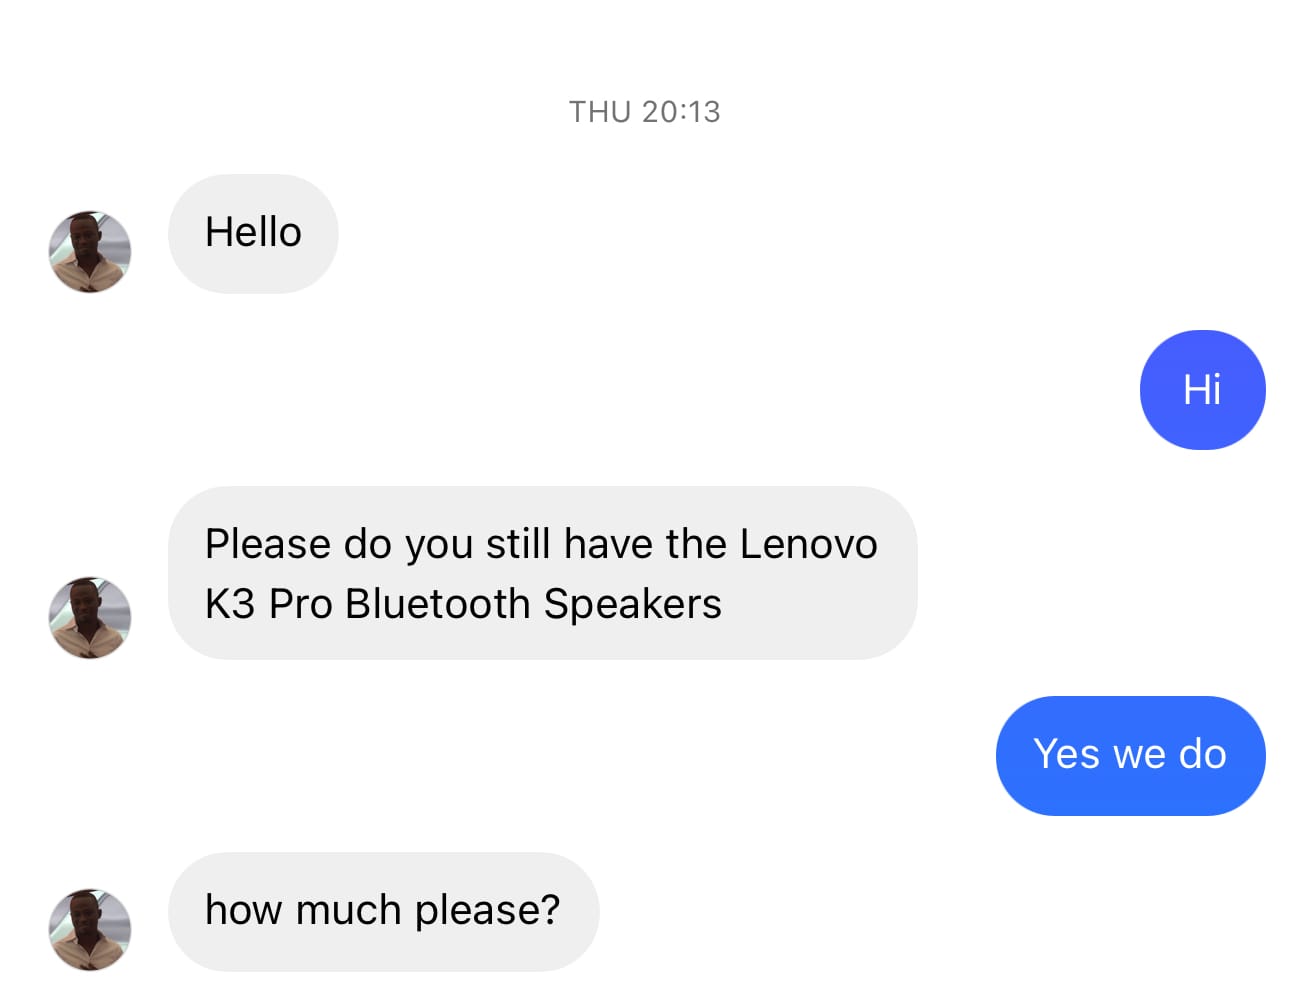 THU 20:13
Hello
Hi
Please do you still have the Lenovo
K3 Pro Bluetooth Speakers
Yes we do
how much please?